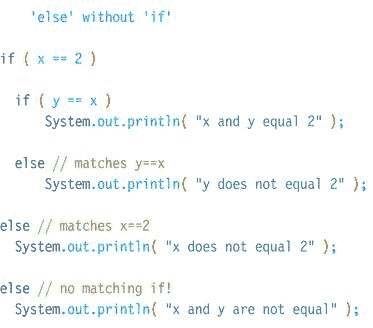 'else' without 'if'
if ( x == 2 )
if ( y == x )
System.out.println( "x and y equal 2" );
else // matches y==x
System.out.println( "y does not equal 2" );
else // matches x==2
System.out.println( "x does not equal 2" );
else // no matching if!
System.out.println( "x and y are not equal" );